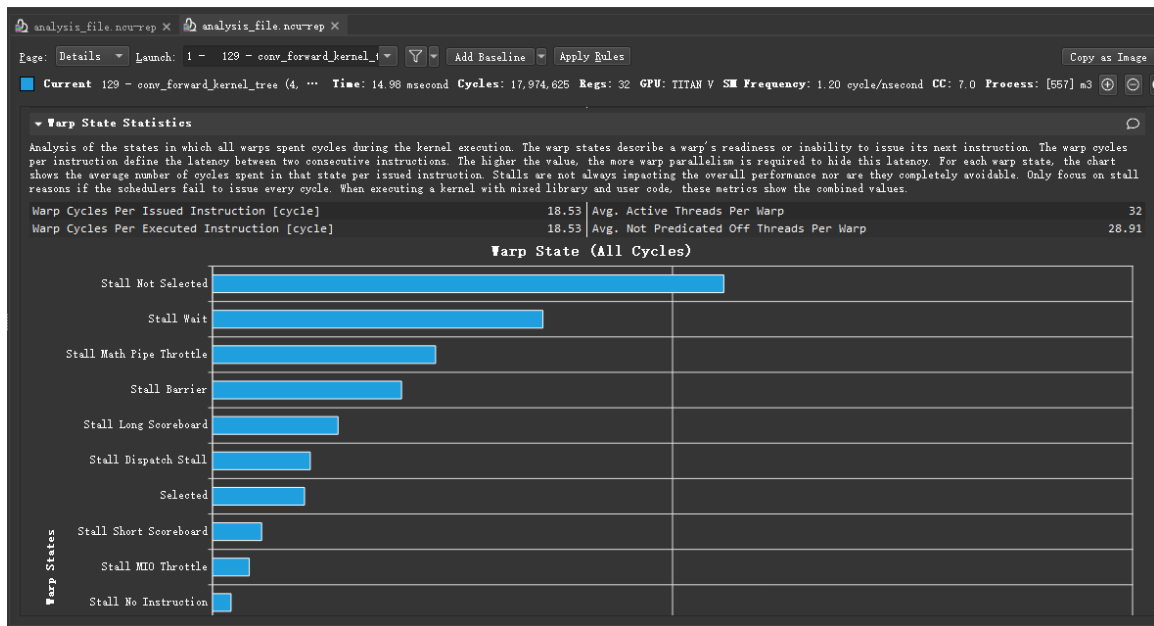 analysis_file.ncu-rep × analysis_file.ncu-rep ×
Page: Details Launch: 1 - 129 - conv_forward_kernel_t Add Baseline Apply Rules Copy as Image
Current 129 - conv_forward_kernel_tree (4, ... Time: 14.98 msecond Cycles: 17,974,625 Regs: 32 GPU: TITAN V SM Frequency: 1.20 cycle/nsecond CC: 7.0 Process: [557] m3
Warp State Statistics
Analysis of the states in which all warps spent cycles during the kernel execution. The warp states describe a warp's readiness or inability to issue its next instruction. The warp cycles
per instruction define the latency between two consecutive instructions. The higher the value, the more warp parallelism is required to hide this latency. For each warp state, the chart
shows the average number of cycles spent in that state per issued instruction. Stalls are not always impacting the overall performance nor are they completely avoidable. Only focus on stall
reasons if the schedulers fail to issue every cycle. When executing a kernel with mixed library and user code, these metrics show the combined values.
Warp Cycles Per Issued Instruction [cycle] 18.53 Avg. Active Threads Per Warp 32
Warp Cycles Per Executed Instruction [cycle] 18.53 Avg. Not Predicated Off Threads Per Warp 28.91
Warp State (All Cycles)
Stall Not Selected
Stall Wait
Stall Math Pipe Throttle
Stall Barrier
Stall Long Scoreboard
Stall Dispatch Stall
Selected
Stall Short Scoreboard
Stall MIO Throttle
Stall No Instruction
Warp States